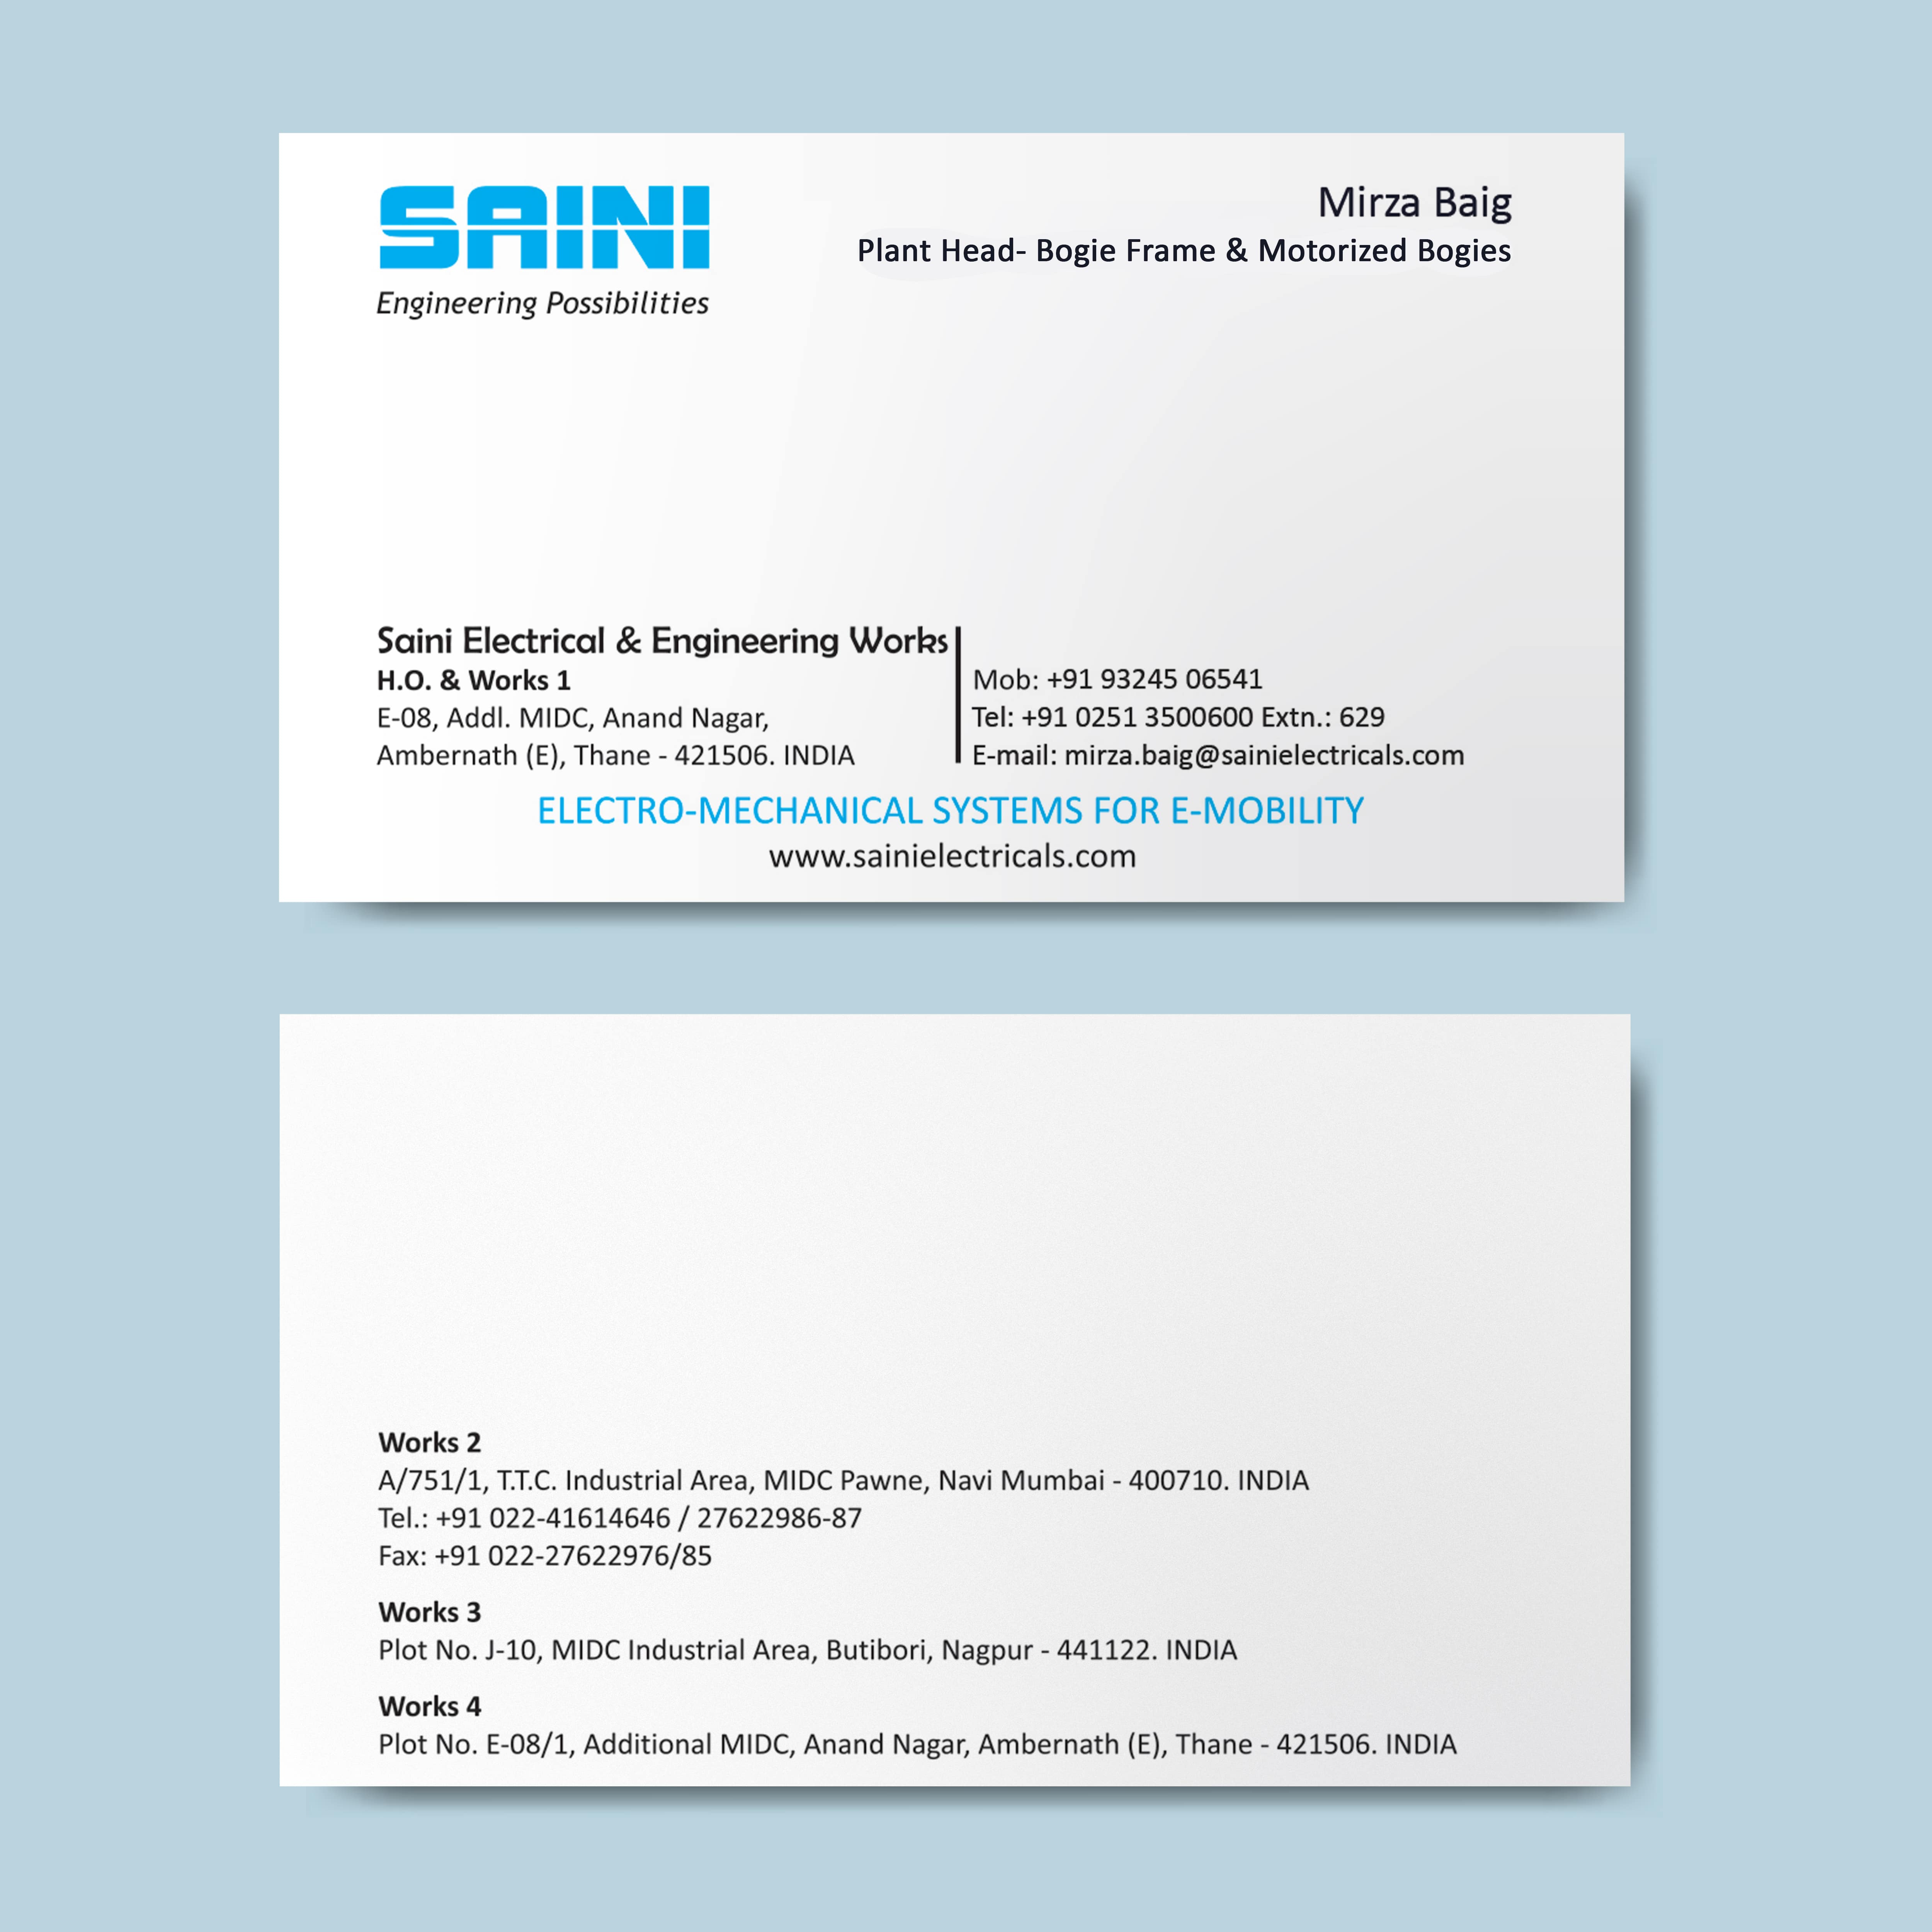 SAINI
Engineering Possibilities
Mirza Baig
Plant Head- Bogie Frame & Motorized Bogies
Saini Electrical & Engineering Works
H.O. & Works 1
E-08, Addl. MIDC, Anand Nagar,
Ambernath (E), Thane - 421506. INDIA
Mob: +91 93245 06541
Tel: +91 0251 3500600 Extn.: 629
E-mail: mirza.baig@sainielectricals.com
ELECTRO-MECHANICAL SYSTEMS FOR E-MOBILITY
www.sainielectricals.com
Works 2
A/751/1, T.T.C. Industrial Area, MIDC Pawne, Navi Mumbai - 400710. INDIA
Tel.: +91 022-41614646 / 27622986-87
Fax: +91 022-27622976/85
Works 3
Plot No. J-10, MIDC Industrial Area, Butibori, Nagpur - 441122. INDIA
Works 4
Plot No. E-08/1, Additional MIDC, Anand Nagar, Ambernath (E), Thane - 421506. INDIA